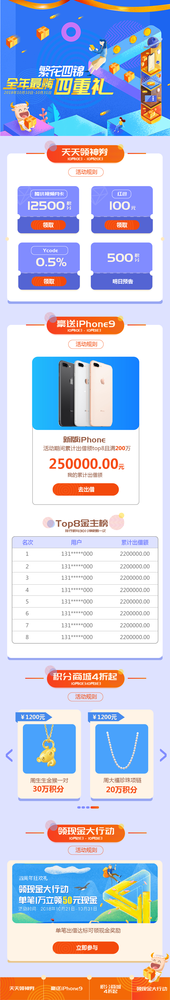 繁花四锦
全年最嗨 四重礼
2018年10月10日-10月31日
天天领神券
10月10日 - 10月20日
活动规则
腾讯视频月卡
12500积分
领取
红包
100元
领取
Ycode
0.5%
领取
500积分
明日预告
豪送iPhone9
10月10日 - 10月31日
活动规则
新版iPhone
活动期间累计出借额top8且满200万
250000.00元
我的累计出借额
去出借
Top8金主榜
排行榜每30分钟更新一次
名次 用户 累计出借额
1 131*****000 2200000.00
2 131*****000 2200000.00
3 131*****000 2200000.00
4 131*****000 2200000.00
5 131*****000 2200000.00
6 131*****000 2200000.00
7 131*****000 2200000.00
8 131*****000 2200000.00
积分商城4折起
10月10日-10月31日
活动规则
¥1200元
周生生金猴一对
30万积分
¥1200元
周大福珍珠项链
20万积分
领现金大行动
10月21日 - 10月31日
活动规则
四周年狂欢礼
领现金大行动
单笔1万立领50元现金
活动时间：2018年10月21日-10月31日
单笔出借达标可领现金奖励
立即参与
天天领神券
豪送iPhone9
积分商城
4折起
领现金大行动